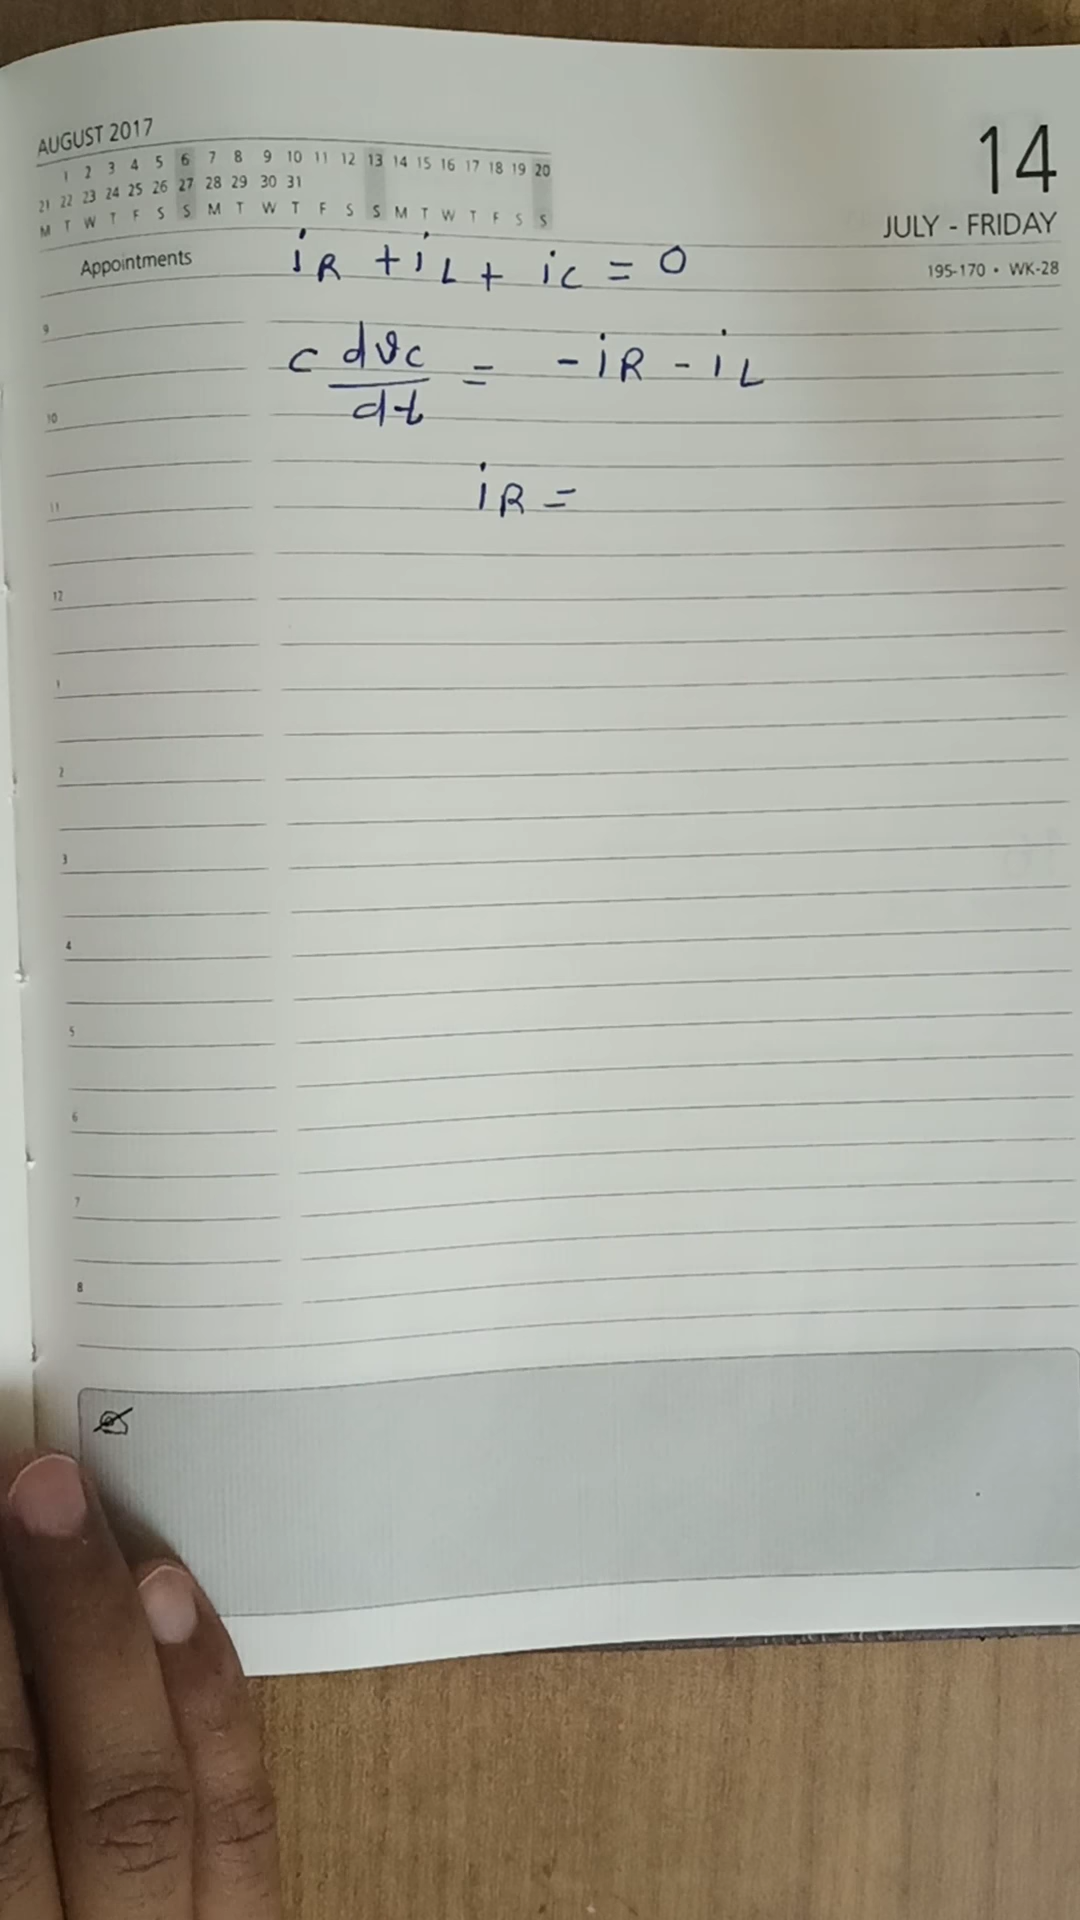 AUGUST 2017
1 2 3 4 5 6 7 8 9 10 11 12 13 14 15 16 17 18 19 20
21 22 23 24 25 26 27 28 29 30 31
M T W T F S S M T W T F S S M T W T F S S
14
JULY - FRIDAY
195-170 • WK-28
Appointments
iR + iL + ic = 0
9
c dvc/dt = -iR - iL
10
iR =
11
12
1
2
3
4
5
6
7
8